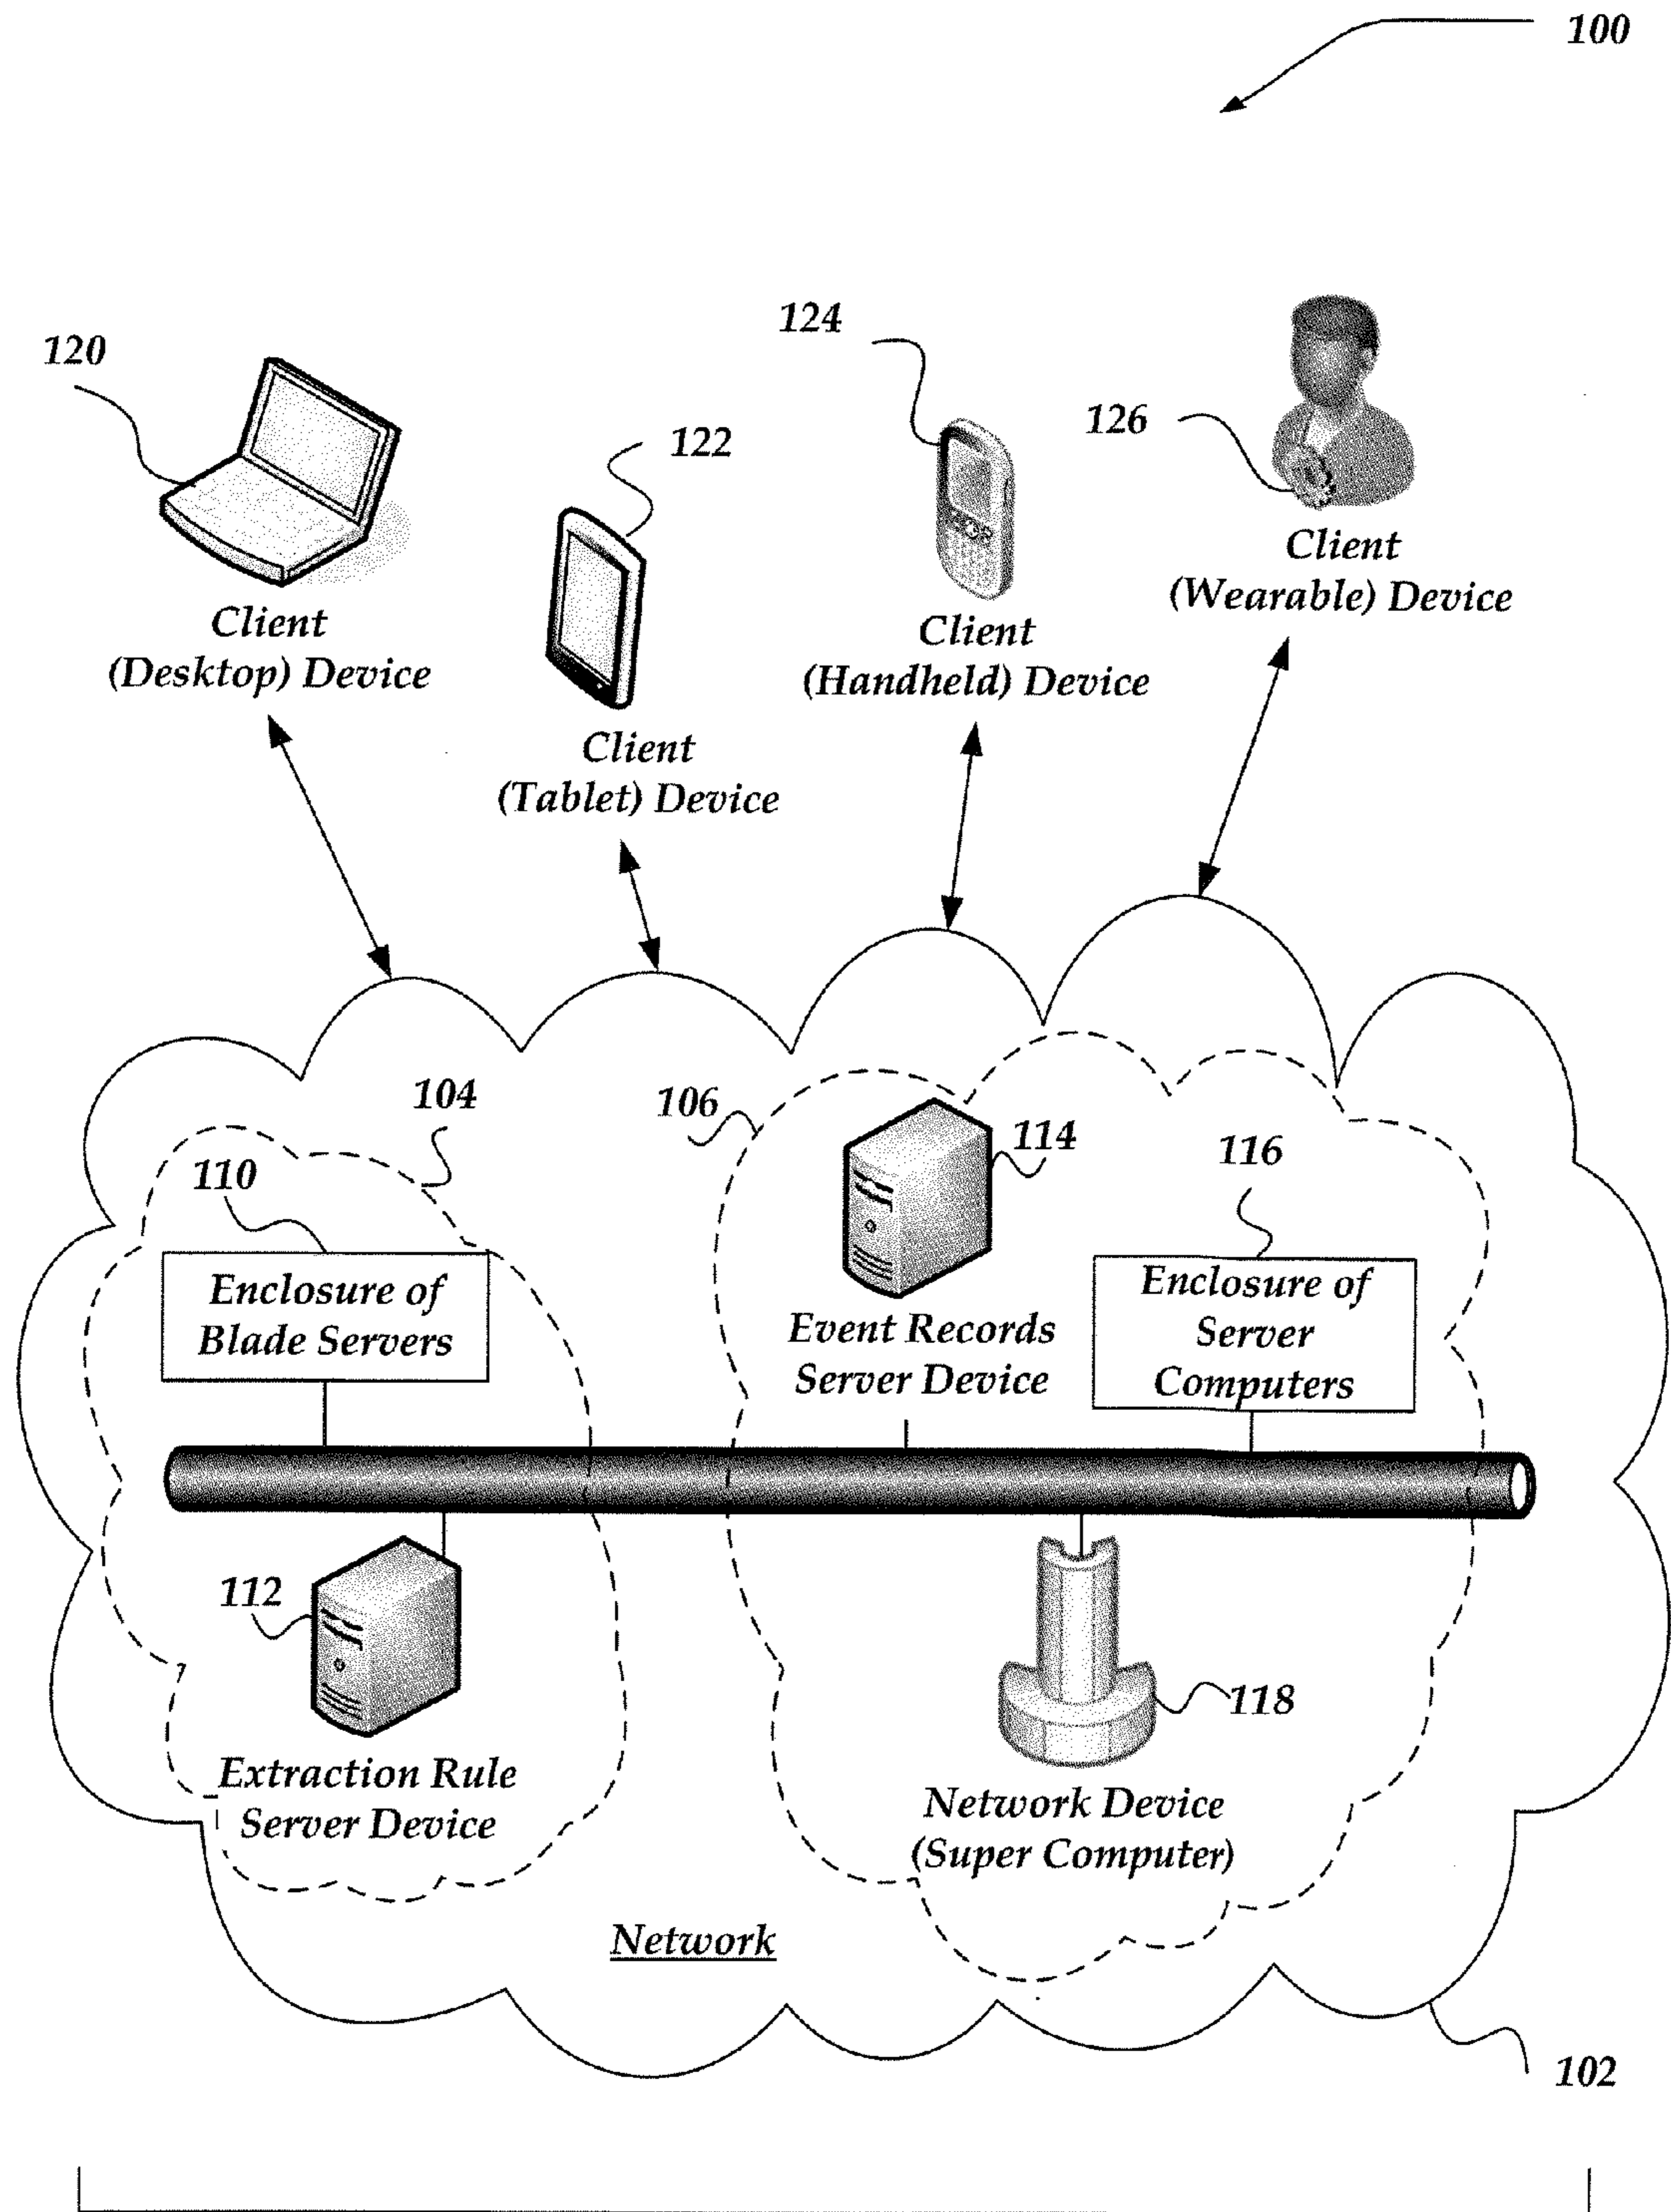 100
120
Client
(Desktop) Device
122
Client
(Tablet) Device
124
Client
(Handheld) Device
126
Client
(Wearable) Device
104
106
110
Enclosure of
Blade Servers
114
Event Records
Server Device
116
Enclosure of
Server
Computers
112
Extraction Rule
Server Device
118
Network Device
(Super Computer)
Network
102